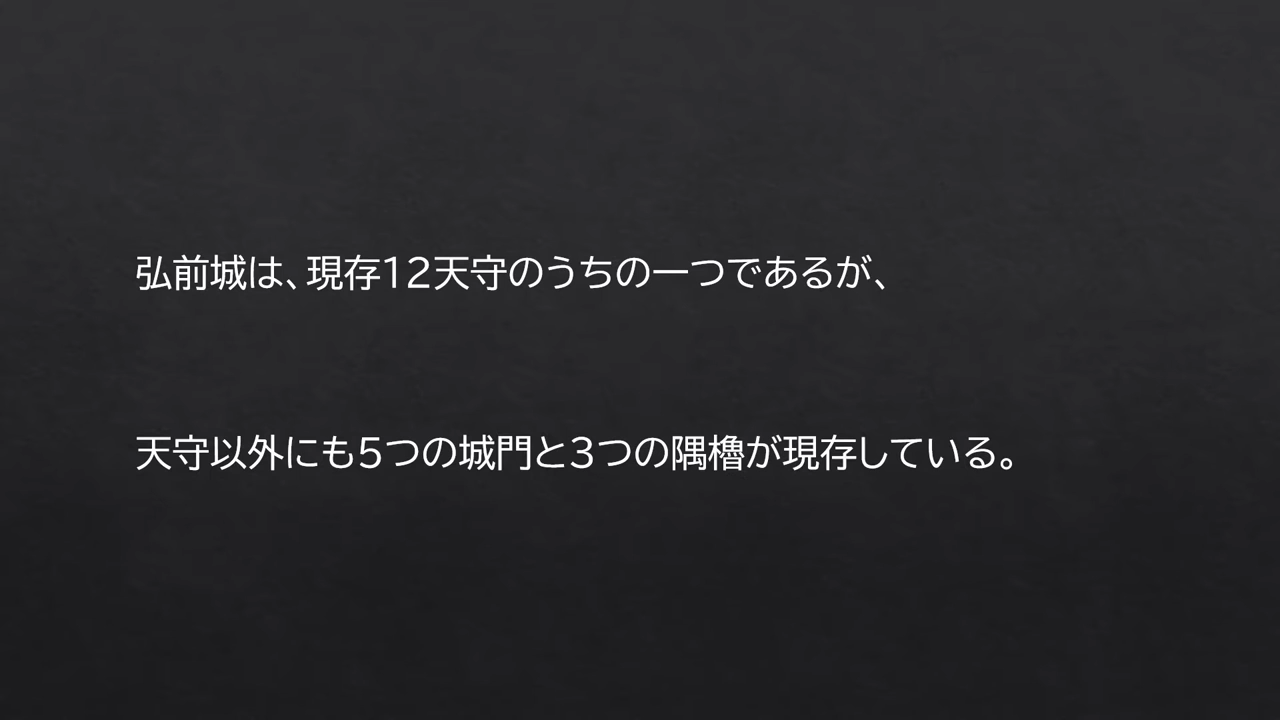 弘前城は、現存12天守のうちの一つであるが、
天守以外にも5つの城門と3つの隅櫓が現存している。